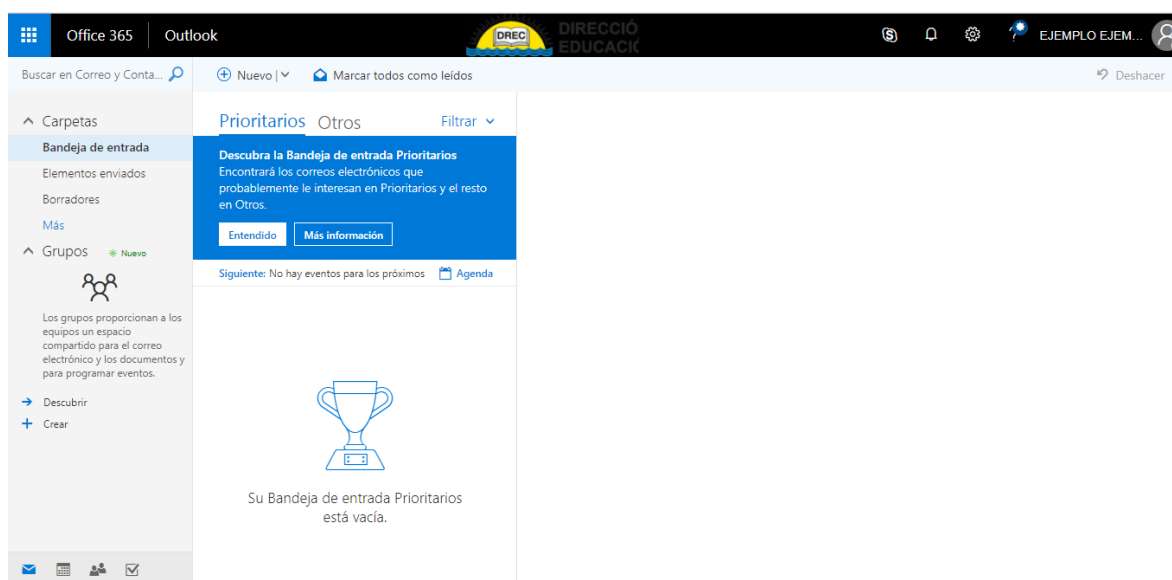 Office 365
Outlook
DREC
DIRECCIÓ
EDUCACIÓ
EJEMPLO EJEM...
Buscar en Correo y Conta...
Nuevo
Marcar todos como leídos
Deshacer
Carpetas
Bandeja de entrada
Elementos enviados
Borradores
Más
Grupos
Nuevo
Los grupos proporcionan a los
equipos un espacio
compartido para el correo
electrónico y los documentos y
para programar eventos.
Descubrir
Crear
Prioritarios
Otros
Filtrar
Descubra la Bandeja de entrada Prioritarios
Encontrará los correos electrónicos que
probablemente le interesan en Prioritarios y el resto
en Otros.
Entendido
Más información
Siguiente: No hay eventos para los próximos
Agenda
Su Bandeja de entrada Prioritarios
está vacía.